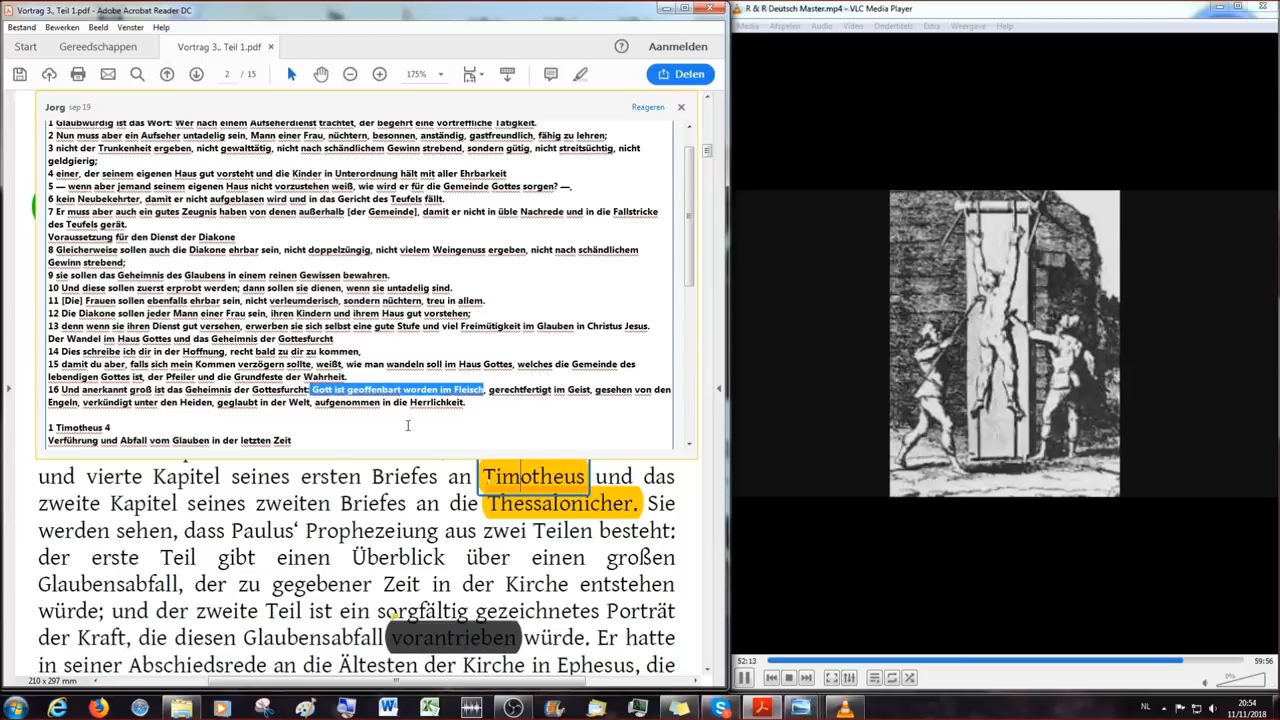 Vortrag 3., Teil 1.pdf - Adobe Acrobat Reader DC
Bestand Bewerken Beeld Venster Help
Start Gereedschappen Vortrag 3., Teil 1.pdf × Aanmelden
2 / 15 175% Delen
Jorg sep 19 Reageren
1 Glaubwürdig ist das Wort: Wer nach einem Aufseherdienst trachtet, der begehrt eine vortreffliche Tätigkeit.
2 Nun muss aber ein Aufseher untadelig sein, Mann einer Frau, nüchtern, besonnen, anständig, gastfreundlich, fähig zu lehren;
3 nicht der Trunkenheit ergeben, nicht gewalttätig, nicht nach schändlichem Gewinn strebend, sondern gütig, nicht streitsüchtig, nicht
geldgierig;
4 einer, der seinem eigenen Haus gut vorsteht und die Kinder in Unterordnung hält mit aller Ehrbarkeit
5 — wenn aber jemand seinem eigenen Haus nicht vorzustehen weiß, wie wird er für die Gemeinde Gottes sorgen? —,
6 kein Neubekehrter, damit er nicht aufgeblasen wird und in das Gericht des Teufels fällt.
7 Er muss aber auch ein gutes Zeugnis haben von denen außerhalb [der Gemeinde], damit er nicht in üble Nachrede und in die Fallstricke
des Teufels gerät.
Voraussetzung für den Dienst der Diakone
8 Gleicherweise sollen auch die Diakone ehrbar sein, nicht doppelzüngig, nicht vielem Weingenuss ergeben, nicht nach schändlichem
Gewinn strebend;
9 sie sollen das Geheimnis des Glaubens in einem reinen Gewissen bewahren.
10 Und diese sollen zuerst erprobt werden; dann sollen sie dienen, wenn sie untadelig sind.
11 [Die] Frauen sollen ebenfalls ehrbar sein, nicht verleumderisch, sondern nüchtern, treu in allem.
12 Die Diakone sollen jeder Mann einer Frau sein, ihren Kindern und ihrem Haus gut vorstehen;
13 denn wenn sie ihren Dienst gut versehen, erwerben sie sich selbst eine gute Stufe und viel Freimütigkeit im Glauben in Christus Jesus.
Der Wandel im Haus Gottes und das Geheimnis der Gottesfurcht
14 Dies schreibe ich dir in der Hoffnung, recht bald zu dir zu kommen,
15 damit du aber, falls sich mein Kommen verzögern sollte, weißt, wie man wandeln soll im Haus Gottes, welches die Gemeinde des
lebendigen Gottes ist, der Pfeiler und die Grundfeste der Wahrheit.
16 Und anerkannt groß ist das Geheimnis der Gottesfurcht: Gott ist geoffenbart worden im Fleisch, gerechtfertigt im Geist, gesehen von den
Engeln, verkündigt unter den Heiden, geglaubt in der Welt, aufgenommen in die Herrlichkeit.
1 Timotheus 4
Verführung und Abfall vom Glauben in der letzten Zeit
und vierte Kapitel seines ersten Briefes an Timotheus und das
zweite Kapitel seines zweiten Briefes an die Thessalonicher. Sie
werden sehen, dass Paulus‘ Prophezeiung aus zwei Teilen besteht:
der erste Teil gibt einen Überblick über einen großen
Glaubensabfall, der zu gegebener Zeit in der Kirche entstehen
würde; und der zweite Teil ist ein sorgfältig gezeichnetes Porträt
der Kraft, die diesen Glaubensabfall vorantrieben würde. Er hatte
in seiner Abschiedsrede an die Ältesten der Kirche in Ephesus, die
210 x 297 mm
R & R Deutsch Master.mp4 - VLC Media Player
Media Afspelen Audio Video Ondertitels Extra Weergave Help
52:13 59:56
0%
NL 20:54
11/11/2018